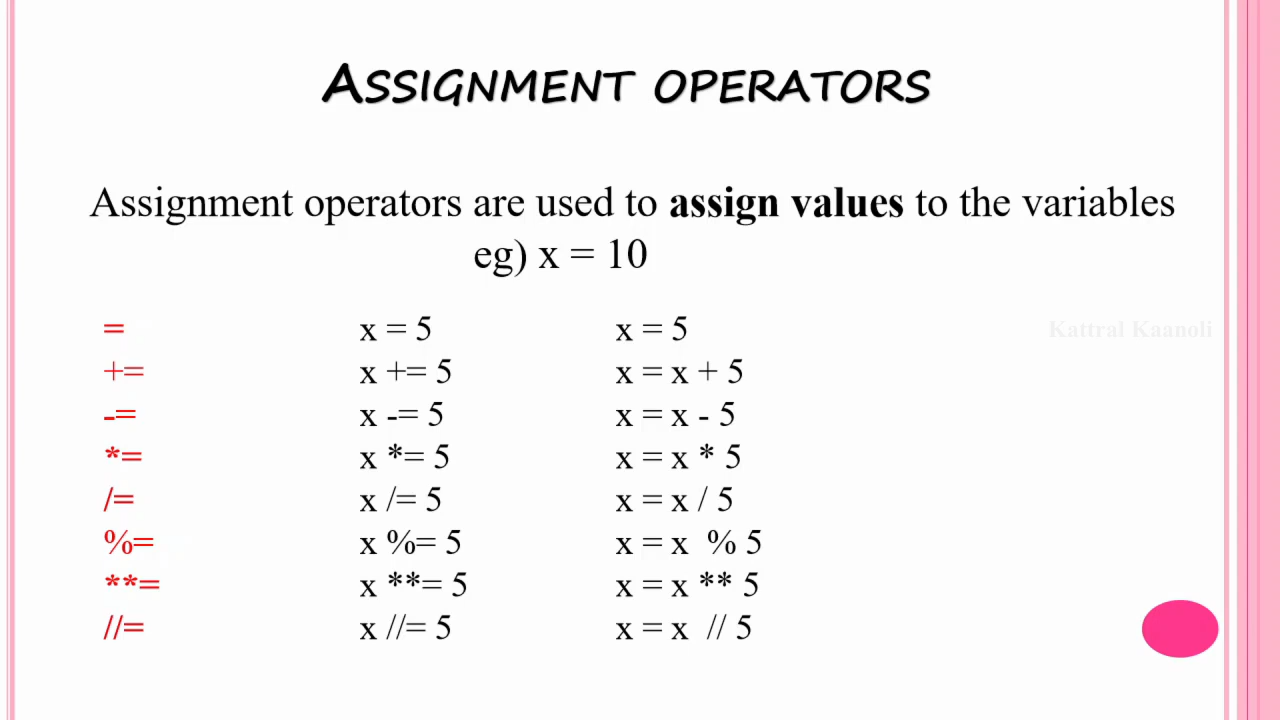 ASSIGNMENT OPERATORS
Assignment operators are used to assign values to the variables
eg) x = 10
= x = 5 x = 5
+= x += 5 x = x + 5
-= x -= 5 x = x - 5
*= x *= 5 x = x * 5
/= x /= 5 x = x / 5
%= x %= 5 x = x % 5
**= x **= 5 x = x ** 5
//= x //= 5 x = x // 5
Kattral Kaanoli